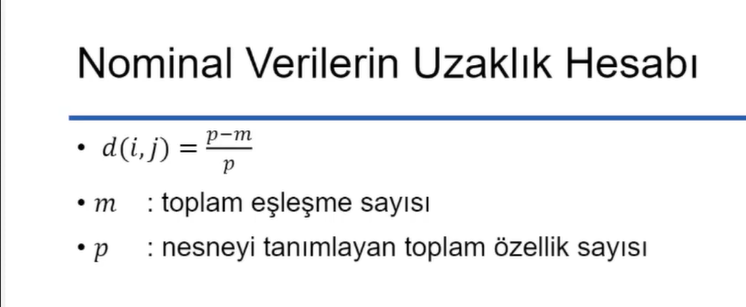 Nominal Verilerin Uzaklık Hesabı
• d(i,j) = \frac{p-m}{p}
• m : toplam eşleşme sayısı
• p : nesneyi tanımlayan toplam özellik sayısı